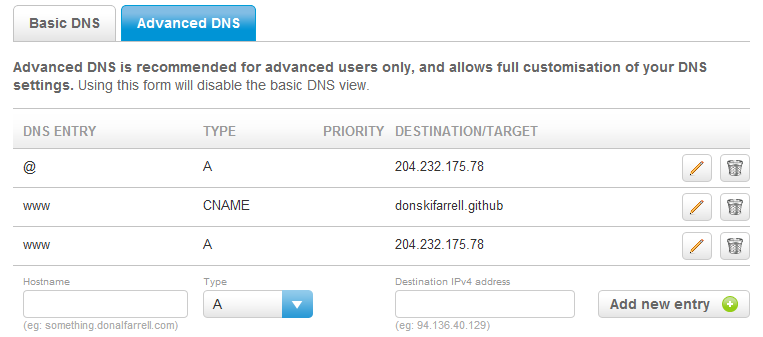 Basic DNS Advanced DNS
Advanced DNS is recommended for advanced users only, and allows full customisation of your DNS
settings. Using this form will disable the basic DNS view.
DNS ENTRY TYPE PRIORITY DESTINATION/TARGET
@ A 204.232.175.78
www CNAME donskifarrell.github
www A 204.232.175.78
Hostname Type Destination IPv4 address
A Add new entry
(eg: something.donalfarrell.com) (eg: 94.136.40.129)